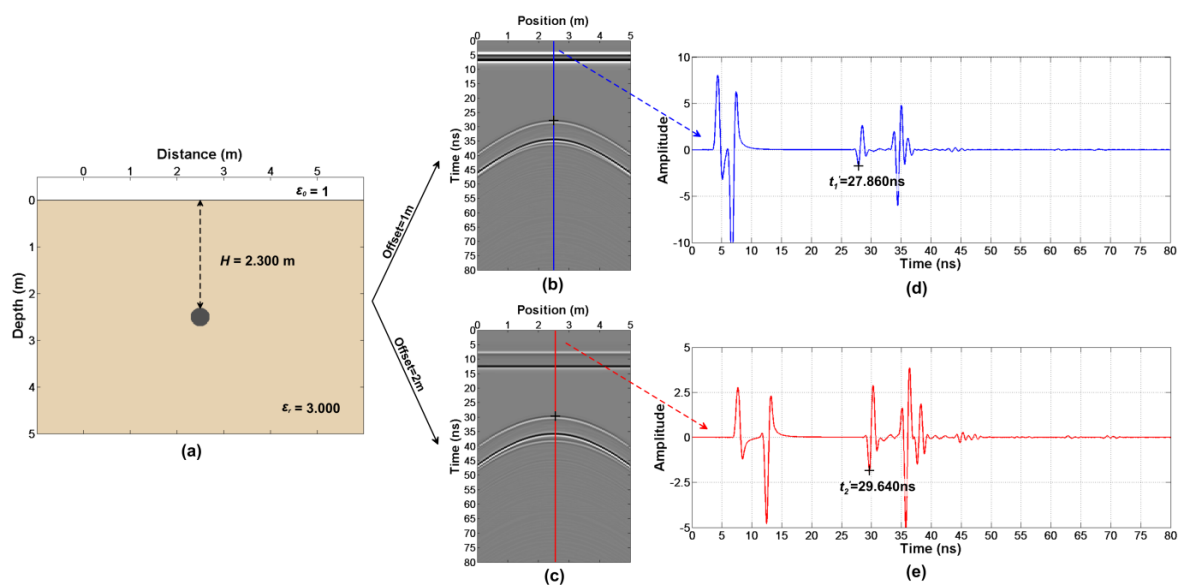 Distance (m)
0 1 2 3 4 5
ε₀ = 1
0
1
H = 2.300 m
2
3
4
εᵣ = 3.000
5
Depth (m)
(a)
Offset=1m
Offset=2m
Position (m)
0 1 2 3 4 5
0
5
10
15
20
25
30
35
40
45
50
55
60
65
70
75
80
Time (ns)
(b)
Position (m)
0 1 2 3 4 5
0
5
10
15
20
25
30
35
40
45
50
55
60
65
70
75
80
Time (ns)
(c)
10
5
0
-5
-10
Amplitude
t₁'=27.860ns
0 5 10 15 20 25 30 35 40 45 50 55 60 65 70 75 80
Time (ns)
(d)
5
2.5
0
-2.5
-5
Amplitude
t₂'=29.640ns
0 5 10 15 20 25 30 35 40 45 50 55 60 65 70 75 80
Time (ns)
(e)